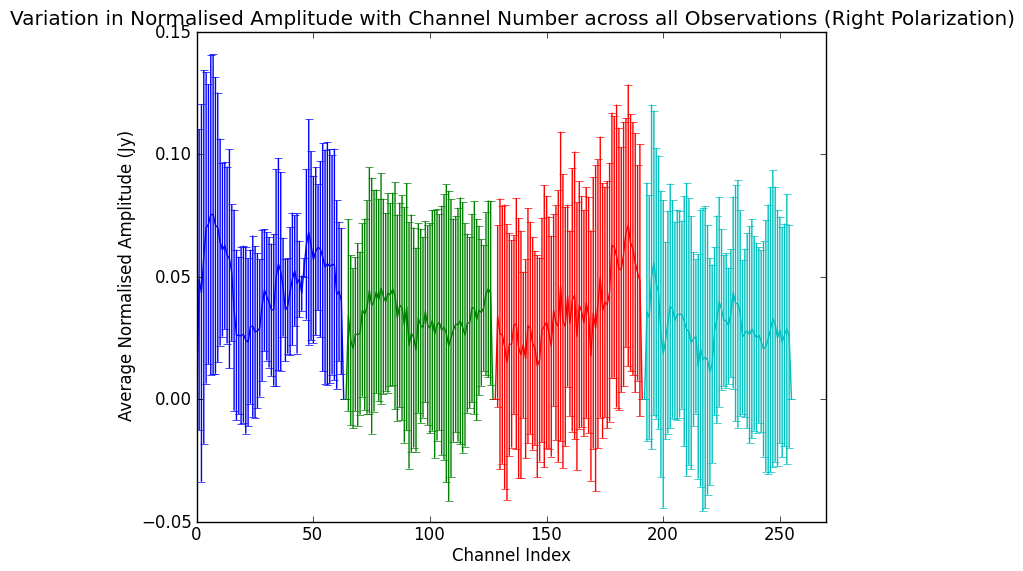 Variation in Normalised Amplitude with Channel Number across all Observations (Right Polarization)
0.15
0.10
0.05
0.00
−0.05
Average Normalised Amplitude (Jy)
0 50 100 150 200 250
Channel Index